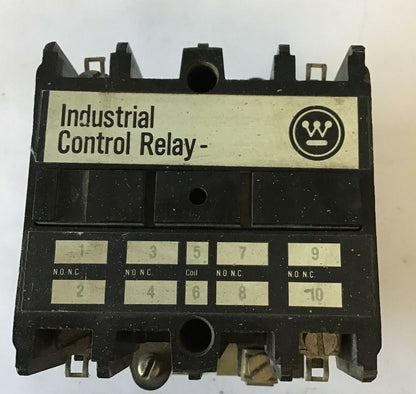 Industrial
Control Relay-
W
1 3 5 7 9
N.O. N.C. N.O. N.C. Coil N.O. N.C. N.O. N.C.
2 4 6 8 10